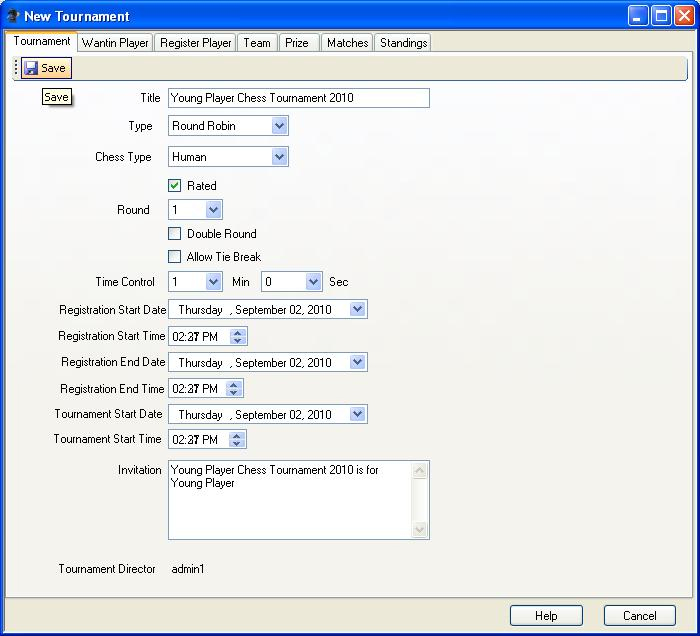 New Tournament
Tournament Wantin Player Register Player Team Prize Matches Standings
Save
Save
Title Young Player Chess Tournament 2010
Type Round Robin
Chess Type Human
Rated
Round 1
Double Round
Allow Tie Break
Time Control 1 Min 0 Sec
Registration Start Date Thursday , September 02, 2010
Registration Start Time 02:27 PM
Registration End Date Thursday , September 02, 2010
Registration End Time 02:27 PM
Tournament Start Date Thursday , September 02, 2010
Tournament Start Time 02:27 PM
Invitation Young Player Chess Tournament 2010 is for
Young Player
Tournament Director admin1
Help Cancel